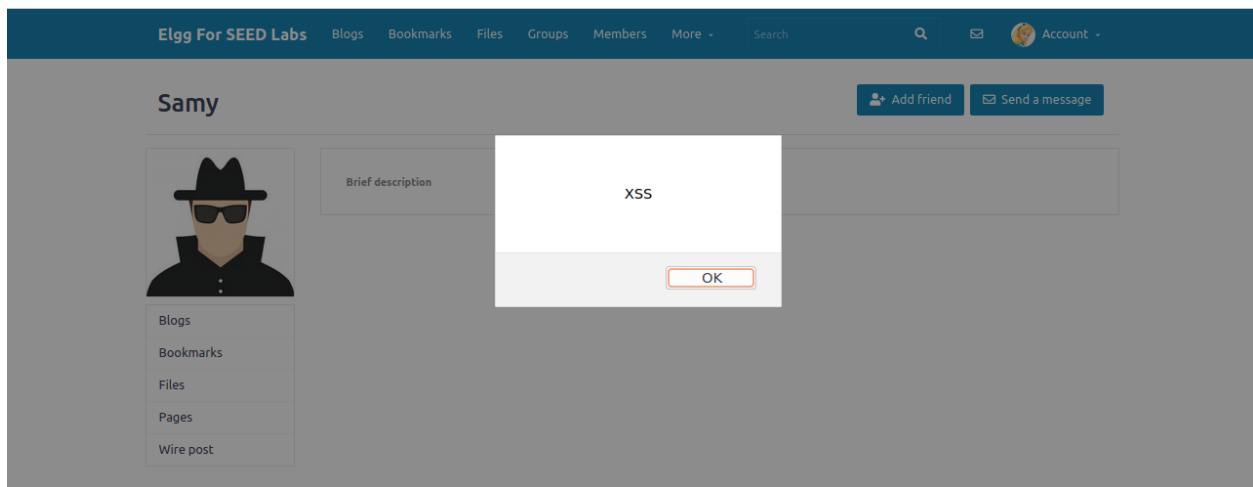 Elgg For SEED Labs Blogs Bookmarks Files Groups Members More Search Account
Samy Add friend Send a message
Brief description
XSS
OK
Blogs
Bookmarks
Files
Pages
Wire post